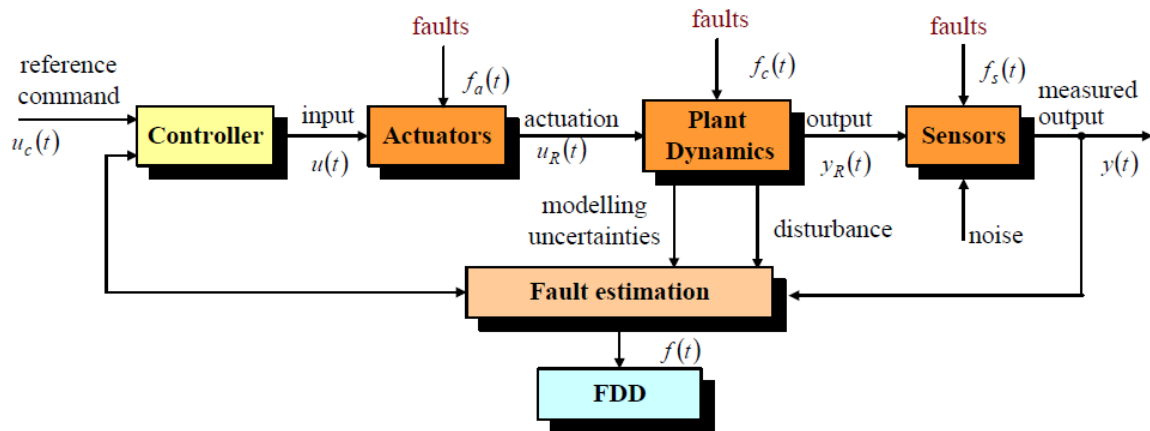 faults
faults
faults
reference
command
f_a(t)
f_c(t)
f_s(t)
measured
output
u_c(t)
Controller
input
u(t)
Actuators
actuation
u_R(t)
Plant
Dynamics
output
y_R(t)
Sensors
y(t)
modelling
uncertainties
disturbance
noise
Fault estimation
f(t)
FDD